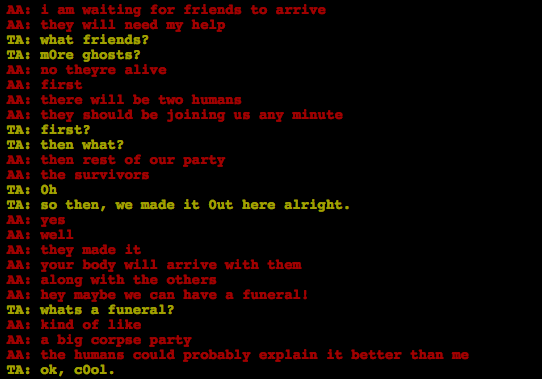 AA: i am waiting for friends to arrive
AA: they will need my help
TA: what friends?
TA: m0re ghosts?
AA: no theyre alive
AA: first
AA: there will be two humans
AA: they should be joining us any minute
TA: first?
TA: then what?
AA: then rest of our party
AA: the survivors
TA: 0h
TA: so then, we made it 0ut here alright.
AA: yes
AA: well
AA: they made it
AA: your body will arrive with them
AA: along with the others
AA: hey maybe we can have a funeral!
TA: whats a funeral?
AA: kind of like
AA: a big corpse party
AA: the humans could probably explain it better than me
TA: ok, c0ol.